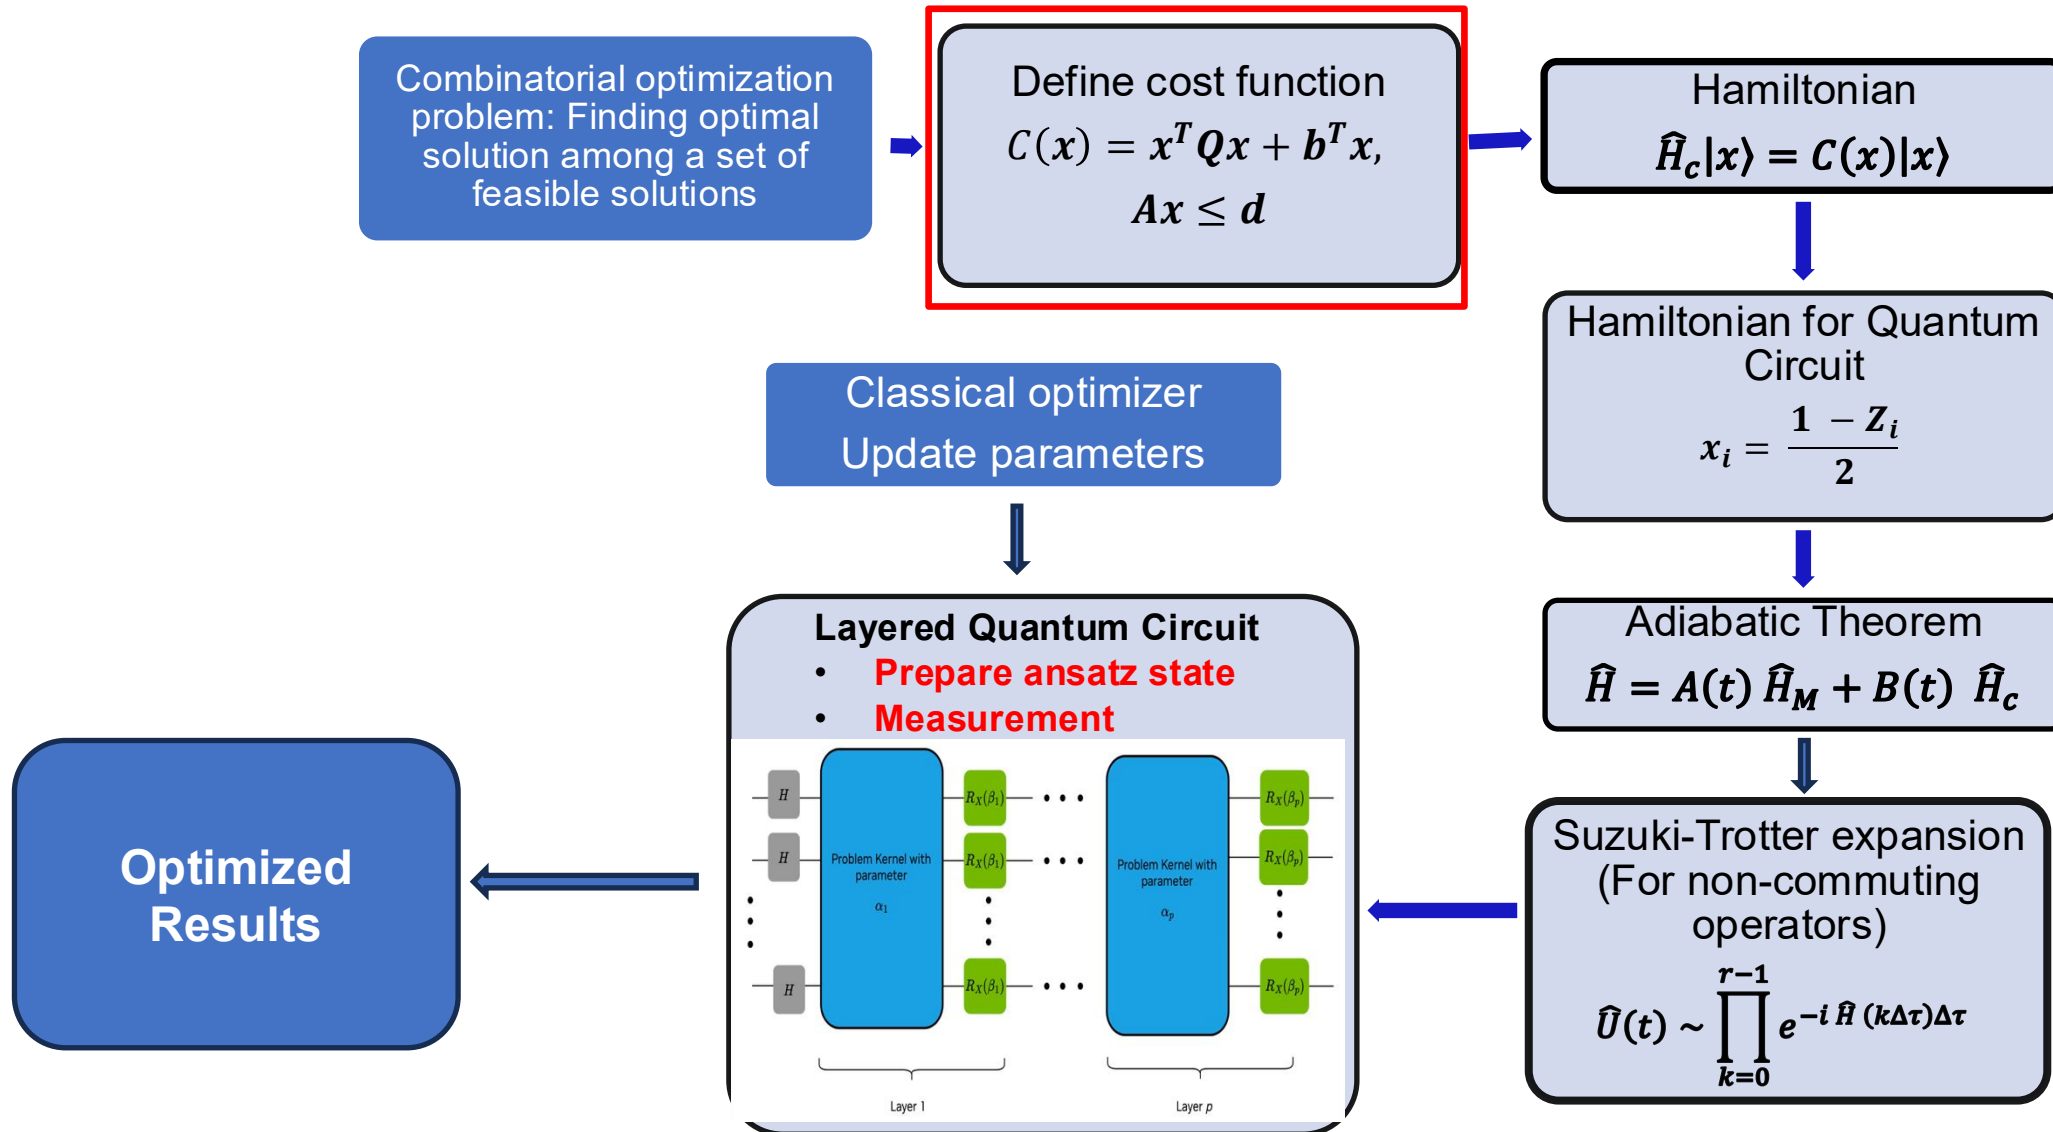 Combinatorial optimization
problem: Finding optimal
solution among a set of
feasible solutions
Define cost function
C(x) = x^T Qx + b^T x,
Ax ≤ d
Hamiltonian
Ĥ_c|x⟩ = C(x)|x⟩
Hamiltonian for Quantum
Circuit
x_i = (1 − Z_i)/2
Adiabatic Theorem
Ĥ = A(t) Ĥ_M + B(t) Ĥ_C
Suzuki-Trotter expansion
(For non-commuting
operators)
Û(t) ~ ∏_{k=0}^{r−1} e^{−i Ĥ (kΔτ)Δτ}
Classical optimizer
Update parameters
Layered Quantum Circuit
• Prepare ansatz state
• Measurement
H
R_X(β_1)
• • •
R_X(β_p)
H
Problem Kernel with
parameter
α_1
R_X(β_1)
• • •
Problem Kernel with
parameter
α_p
R_X(β_p)
H
R_X(β_1)
• • •
R_X(β_p)
Layer 1
Layer p
Optimized
Results